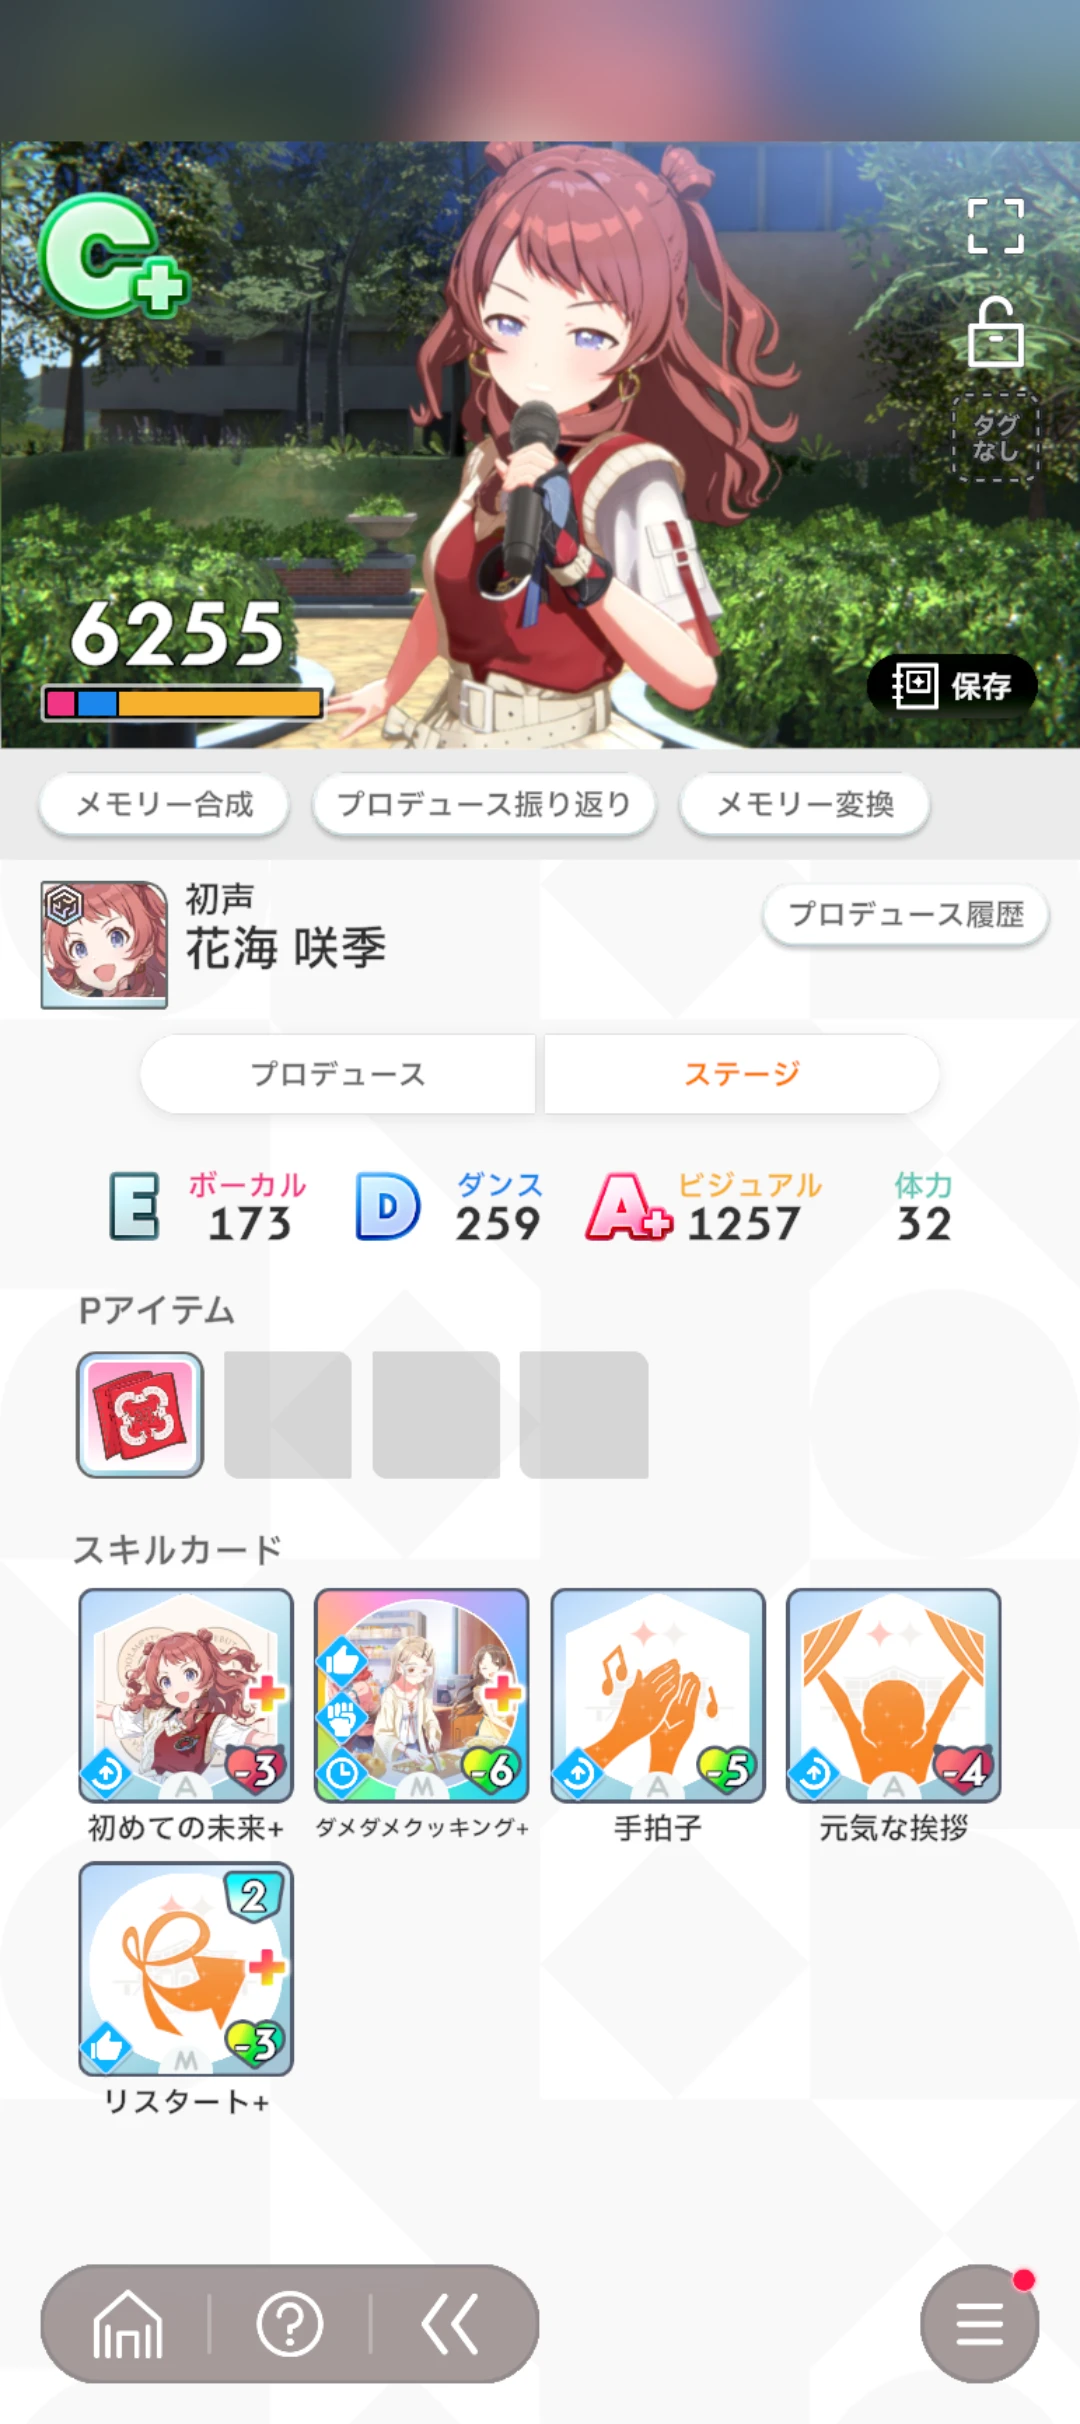 C+
タグ
なし
6255
保存
メモリー合成
プロデュース振り返り
メモリー変換
初声
花海 咲季
プロデュース履歴
プロデュース
ステージ
E ボーカル 173
D ダンス 259
A+ ビジュアル 1257
体力 32
Pアイテム
スキルカード
A -3
初めての未来+
M -6
ダメダメクッキング+
A -5
手拍子
A -4
元気な挨拶
2
M -3
リスタート+